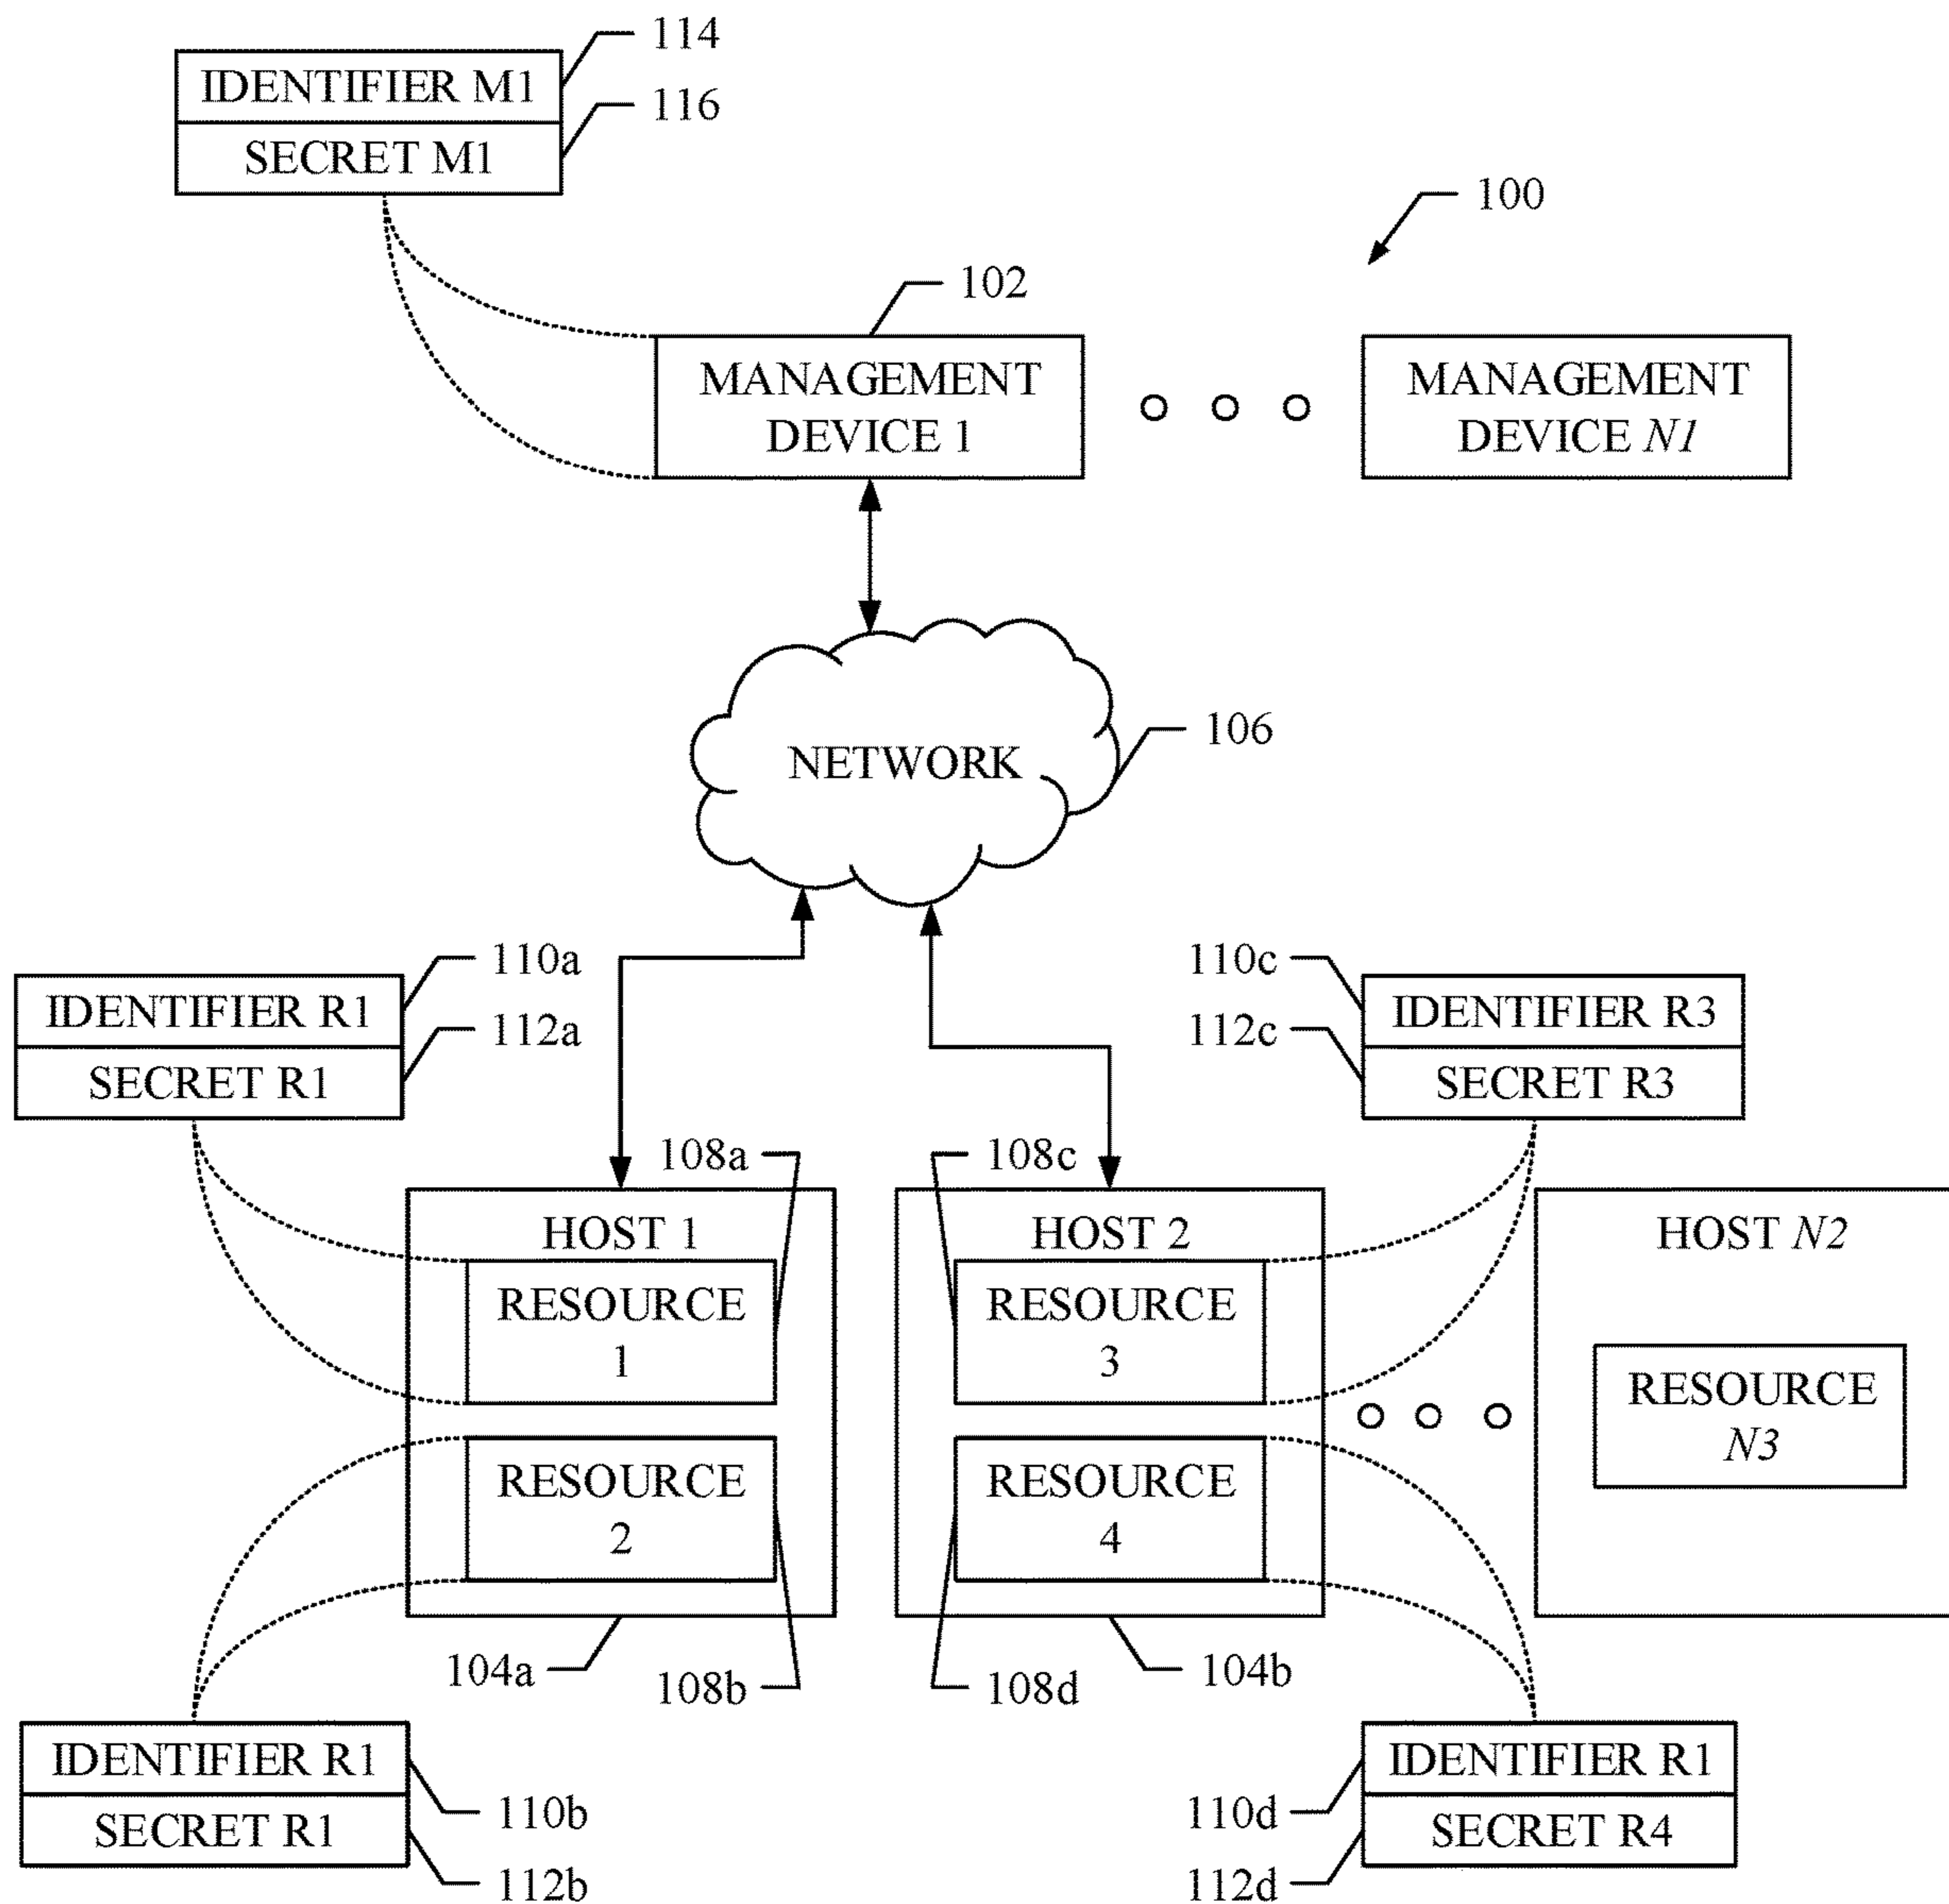 114
IDENTIFIER M1
116
SECRET M1
100
102
MANAGEMENT
DEVICE 1
MANAGEMENT
DEVICE N1
106
NETWORK
110a
IDENTIFIER R1
112a
SECRET R1
110c
IDENTIFIER R3
112c
SECRET R3
108a
108c
HOST 1
RESOURCE
1
RESOURCE
2
HOST 2
RESOURCE
3
RESOURCE
4
HOST N2
RESOURCE
N3
104a
108b
108d
104b
IDENTIFIER R1
110b
SECRET R1
112b
IDENTIFIER R1
110d
SECRET R4
112d